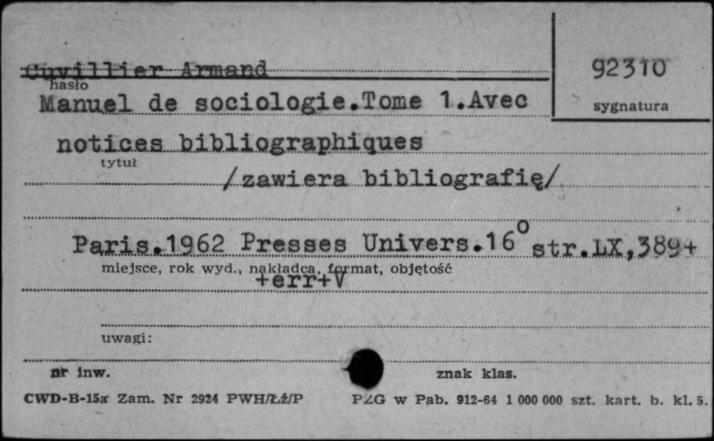 Cuvillier Armand
92310
hasło
sygnatura
Manuel de sociologie.Tome 1.Avec
notices bibliographiques
tytuł
/zawiera bibliografię/
Paris.1962 Presses Univers.16° str.LX,389+
miejsce, rok wyd., nakładca, format, objętość
+err+V
uwagi:
nr inw.
znak klas.
CWD-B-15x Zam. Nr 2924 PWH/Łź/P
PZG w Pab. 912-64 1 000 000 szt. kart. b. kl. 5.